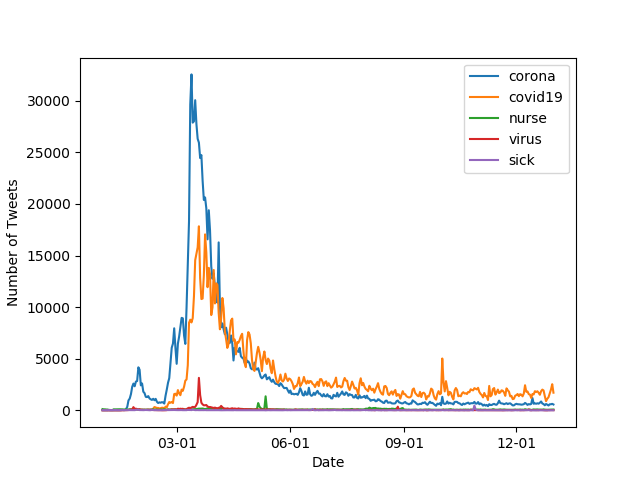 corona
covid19
nurse
virus
sick
Number of Tweets
30000
25000
20000
15000
10000
5000
0
03-01
06-01
09-01
12-01
Date